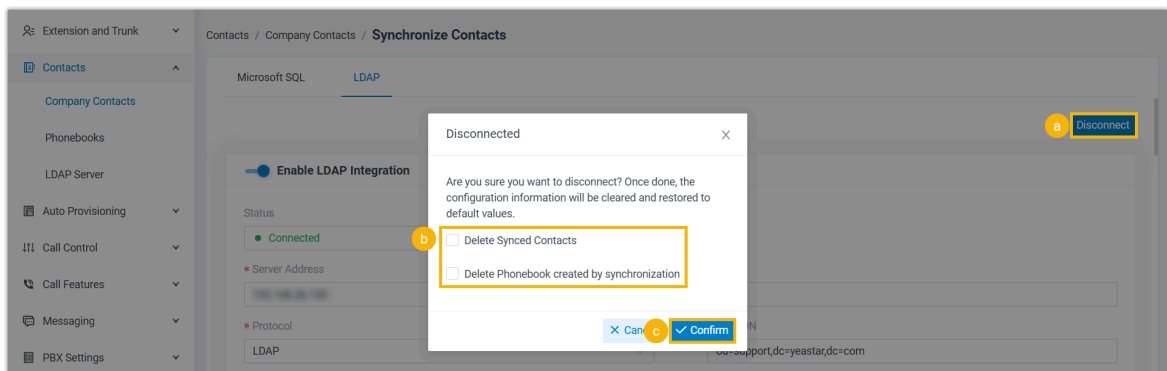 Extension and Trunk
Contacts
Company Contacts
Phonebooks
LDAP Server
Auto Provisioning
Call Control
Call Features
Messaging
PBX Settings
Contacts / Company Contacts / Synchronize Contacts
Microsoft SQL LDAP
a Disconnect
Enable LDAP Integration
Status
Connected
* Server Address
* Protocol
LDAP
ou=support,dc=yeastar,dc=com
Disconnected X
Are you sure you want to disconnect? Once done, the
configuration information will be cleared and restored to
default values.
b Delete Synced Contacts
Delete Phonebook created by synchronization
c Confirm